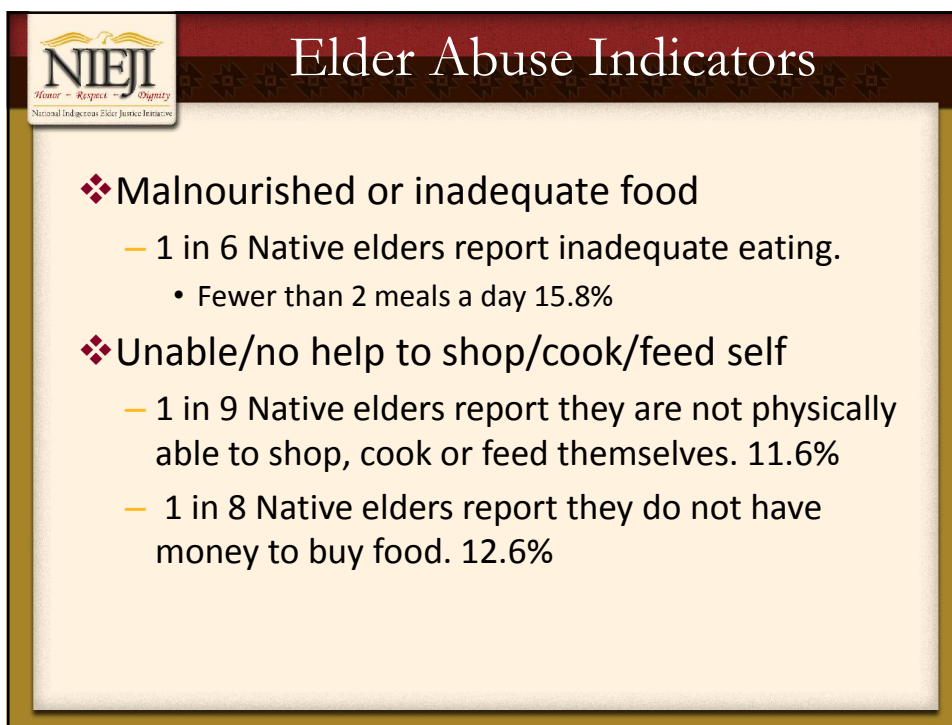 NIEJI
Honor ~ Respect ~ Dignity
National Indigenous Elder Justice Initiative
Elder Abuse Indicators
❖Malnourished or inadequate food
– 1 in 6 Native elders report inadequate eating.
• Fewer than 2 meals a day 15.8%
❖Unable/no help to shop/cook/feed self
– 1 in 9 Native elders report they are not physically
able to shop, cook or feed themselves. 11.6%
– 1 in 8 Native elders report they do not have
money to buy food. 12.6%